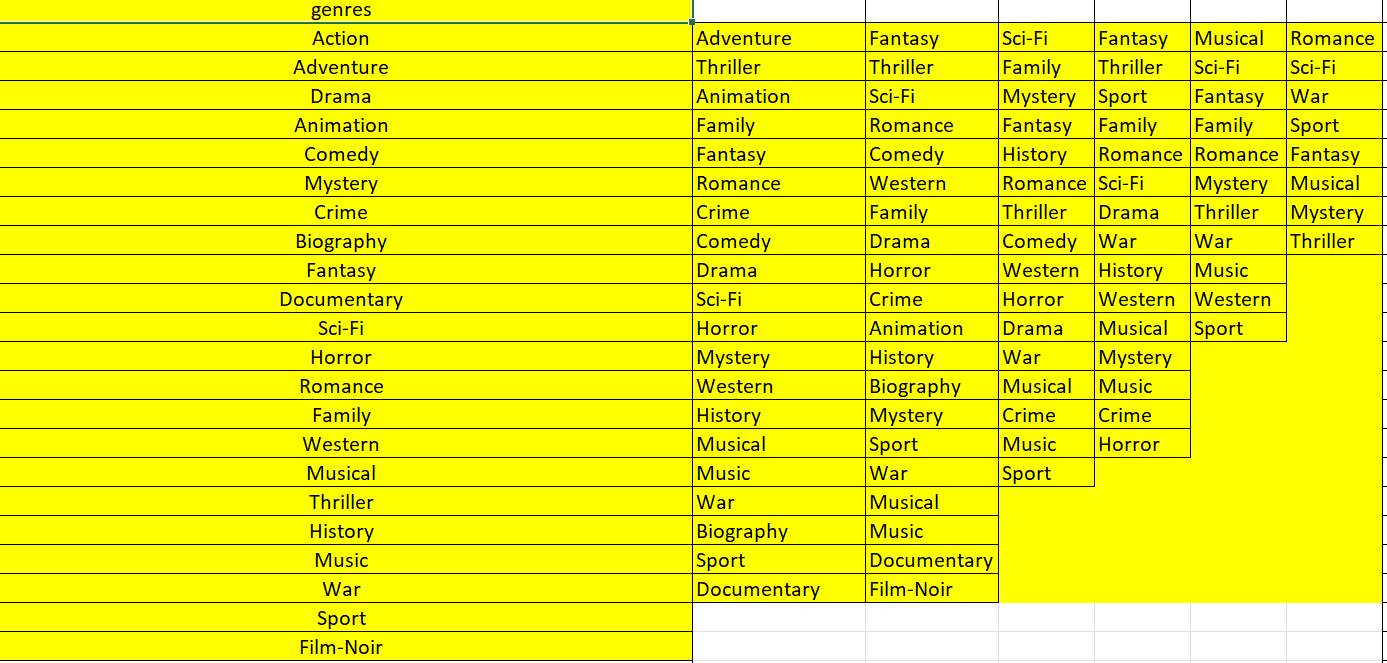 genres
Action Adventure Fantasy Sci-Fi Fantasy Musical Romance
Adventure Thriller Thriller Family Thriller Sci-Fi Sci-Fi
Drama Animation Sci-Fi Mystery Sport Fantasy War
Animation Family Romance Fantasy Family Family Sport
Comedy Fantasy Comedy History Romance Romance Fantasy
Mystery Romance Western Romance Sci-Fi Mystery Musical
Crime Crime Family Thriller Drama Thriller Mystery
Biography Comedy Drama Comedy War War Thriller
Fantasy Drama Horror Western History Music
Documentary Sci-Fi Crime Horror Western Western
Sci-Fi Horror Animation Drama Musical Sport
Horror Mystery History War Mystery
Romance Western Biography Musical Music
Family History Mystery Crime Crime
Western Musical Sport Music Horror
Musical Music War Sport
Thriller War Musical
History Biography Music
Music Sport Documentary
War Documentary Film-Noir
Sport
Film-Noir